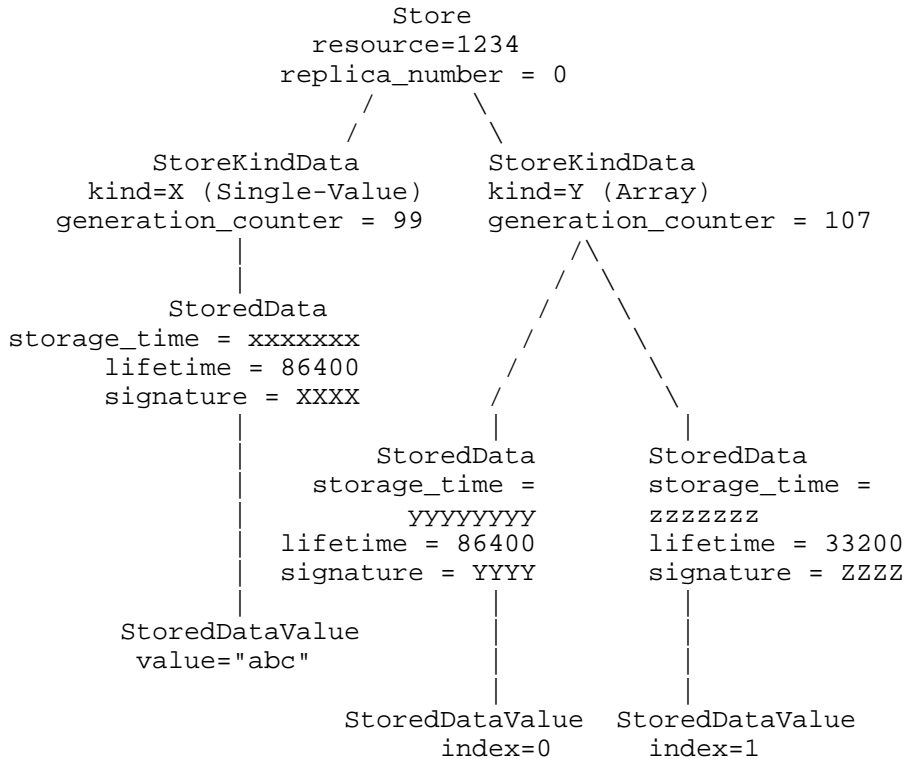 Store
resource=1234
replica_number = 0
StoreKindData StoreKindData
kind=X (Single-Value) kind=Y (Array)
generation_counter = 99 generation_counter = 107
StoredData
storage_time = xxxxxxx
lifetime = 86400
signature = XXXX
StoredData StoredData
storage_time = storage_time =
yyyyyyyy zzzzzzz
lifetime = 86400 lifetime = 33200
signature = YYYY signature = ZZZZ
StoredDataValue
value="abc"
StoredDataValue StoredDataValue
index=0 index=1